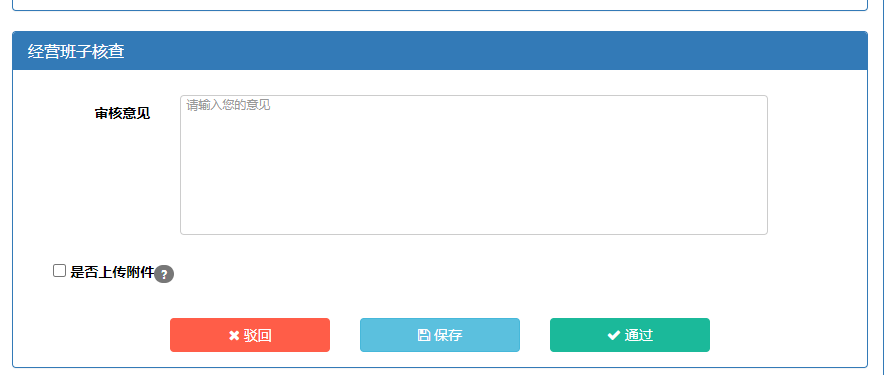 经营班子核查
审核意见
请输入您的意见
是否上传附件 ?
驳回 保存 通过